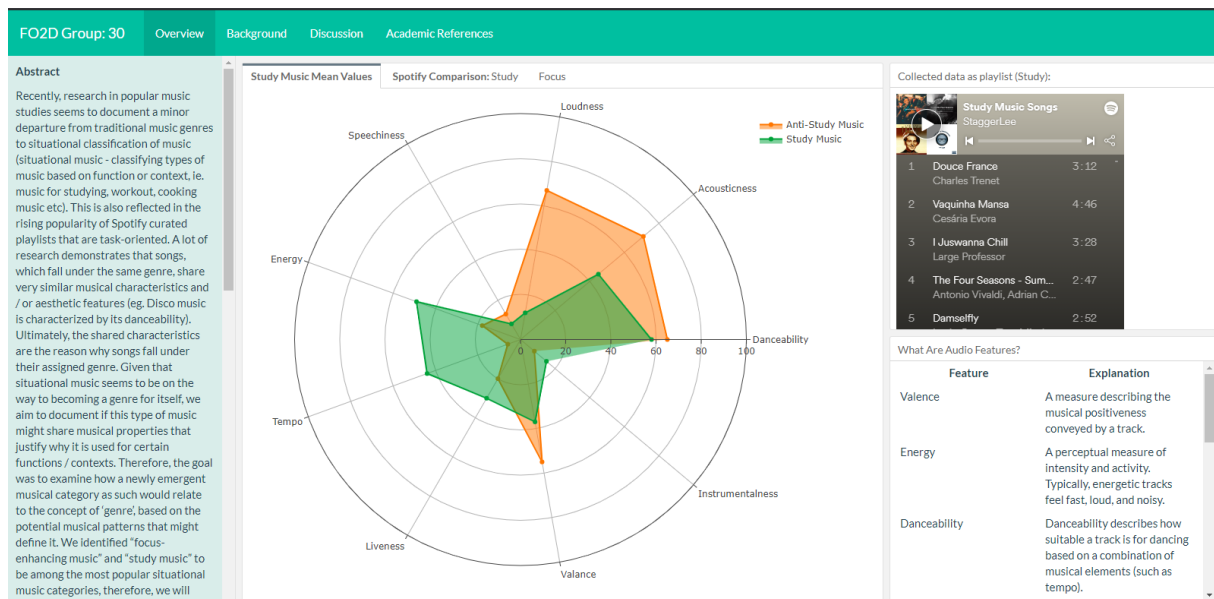 FO2D Group: 30
Overview
Background
Discussion
Academic References
Abstract
Recently, research in popular music
studies seems to document a minor
departure from traditional music genres
to situational classification of music
(situational music - classifying types of
music based on function or context, ie.
music for studying, workout, cooking
music etc). This is also reflected in the
rising popularity of Spotify curated
playlists that are task-oriented. A lot of
research demonstrates that songs,
which fall under the same genre, share
very similar musical characteristics and
/ or aesthetic features (eg. Disco music
is characterized by its danceability).
Ultimately, the shared characteristics
are the reason why songs fall under
their assigned genre. Given that
situational music seems to be on the
way to becoming a genre for itself, we
aim to document if this type of music
might share musical properties that
justify why it is used for certain
functions / contexts. Therefore, the goal
was to examine how a newly emergent
musical category as such would relate
to the concept of 'genre', based on the
potential musical patterns that might
define it. We identified "focus-
enhancing music" and "study music" to
be among the most popular situational
music categories, therefore, we will
Study Music Mean Values
Spotify Comparison: Study
Focus
Loudness
Anti-Study Music
Study Music
Speechiness
Acousticness
Energy
Danceability
0 20 40 60 80 100
Tempo
Instrumentalness
Liveness
Valance
Collected data as playlist (Study):
Study Music Songs
StaggerLee
1 Douce France 3:12
Charles Trenet
2 Vaquinha Mansa 4:46
Cesária Evora
3 I Juswanna Chill 3:28
Large Professor
4 The Four Seasons - Sum... 2:47
Antonio Vivaldi, Adrian C...
5 Damselfly 2:52
What Are Audio Features?
Feature Explanation
Valence A measure describing the
musical positiveness
conveyed by a track.
Energy A perceptual measure of
intensity and activity.
Typically, energetic tracks
feel fast, loud, and noisy.
Danceability Danceability describes how
suitable a track is for dancing
based on a combination of
musical elements (such as
tempo).